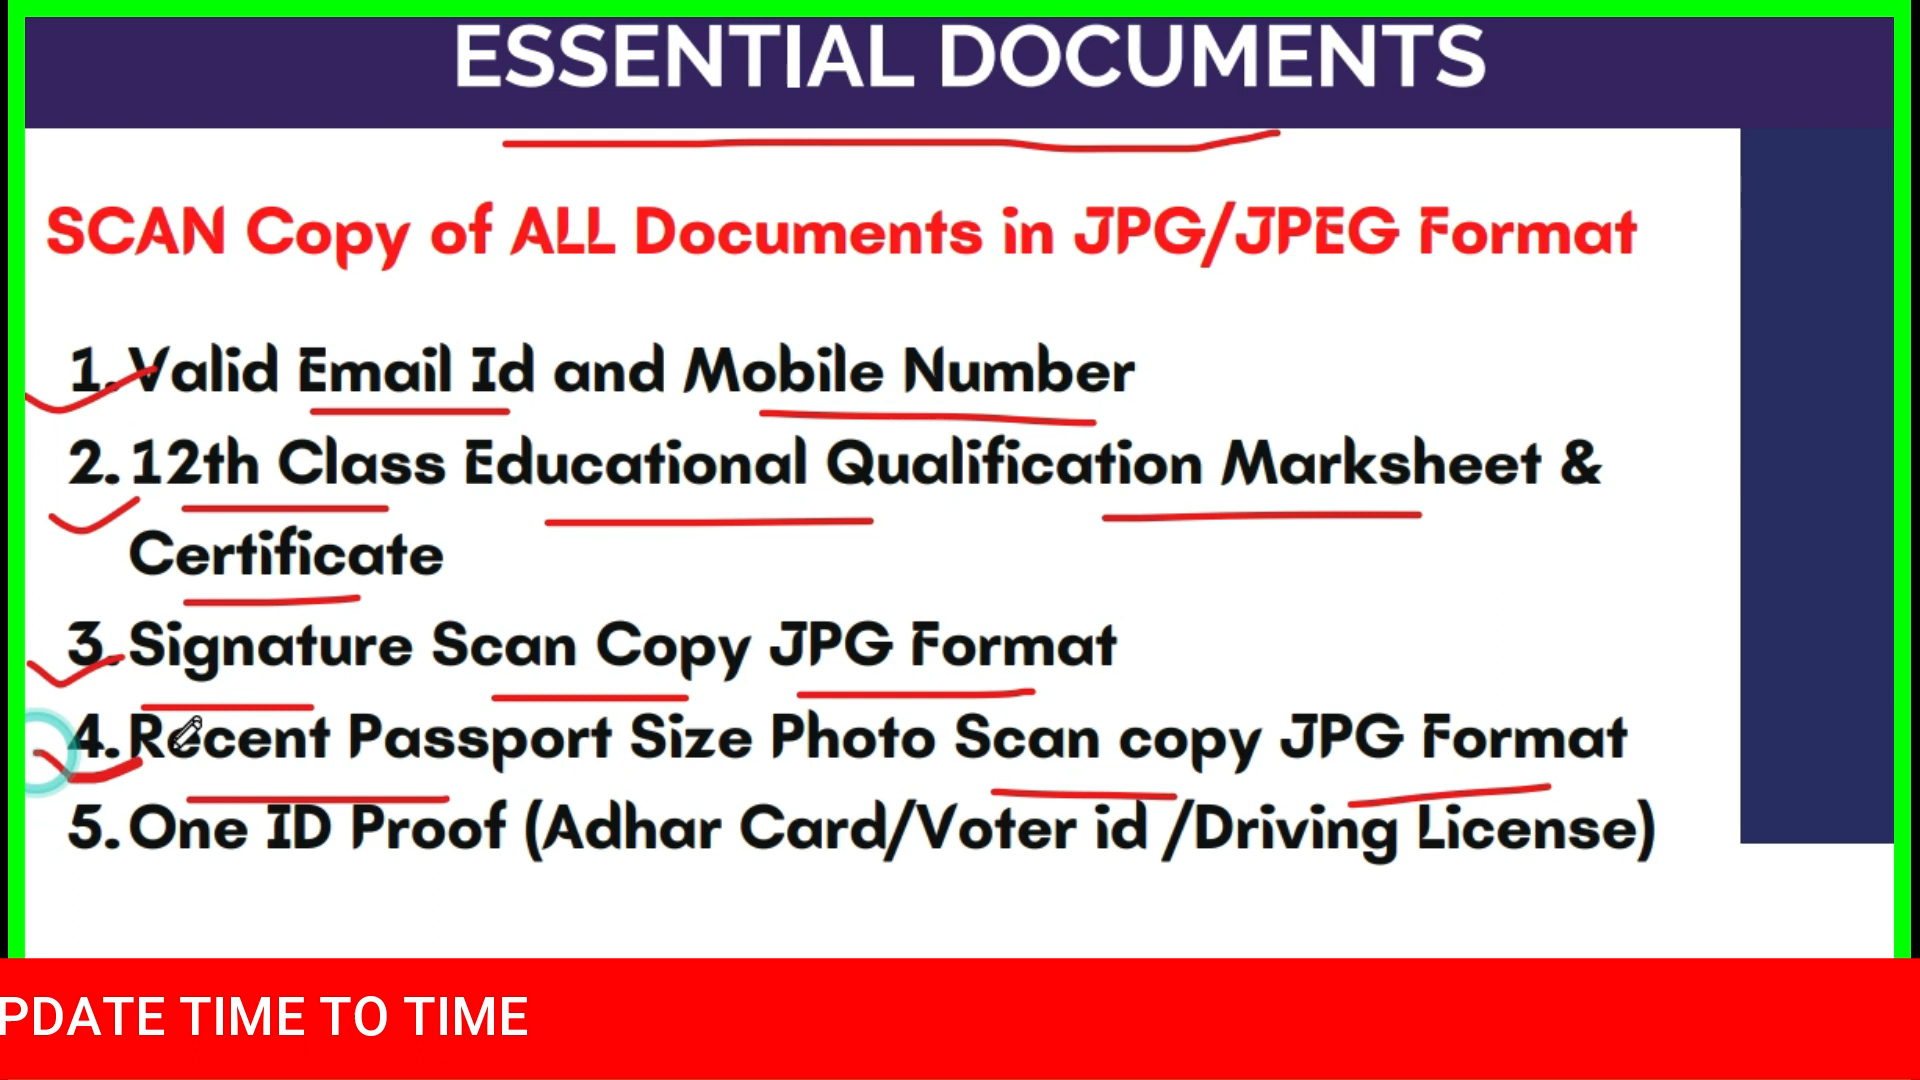 ESSENTIAL DOCUMENTS
SCAN Copy of ALL Documents in JPG/JPEG Format
1. Valid Email Id and Mobile Number
2. 12th Class Educational Qualification Marksheet &
Certificate
3. Signature Scan Copy JPG Format
4. Recent Passport Size Photo Scan copy JPG Format
5. One ID Proof (Adhar Card/Voter id /Driving License)
PDATE TIME TO TIME